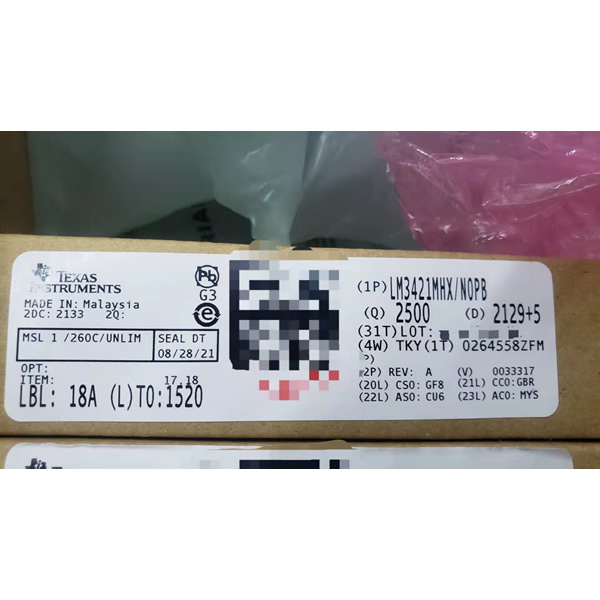 TEXAS
INSTRUMENTS
MADE IN: Malaysia
2DC: 2133 2Q:
MSL 1 /260C/UNLIM
SEAL DT
08/28/21
OPT:
ITEM:
17.18
LBL: 18A (L)TO:1520
Pb
G3
e
(1P) LM3421MHX/NOPB
(Q) 2500 (D) 2129+5
(31T)LOT:
(4W) TKY(1T) 0264558ZFM
P)
(2P) REV: A (V) 0033317
(20L) CSO: GF8 (21L) CCO:GBR
(22L) ASO: CU6 (23L) ACO: MYS
TEXAS